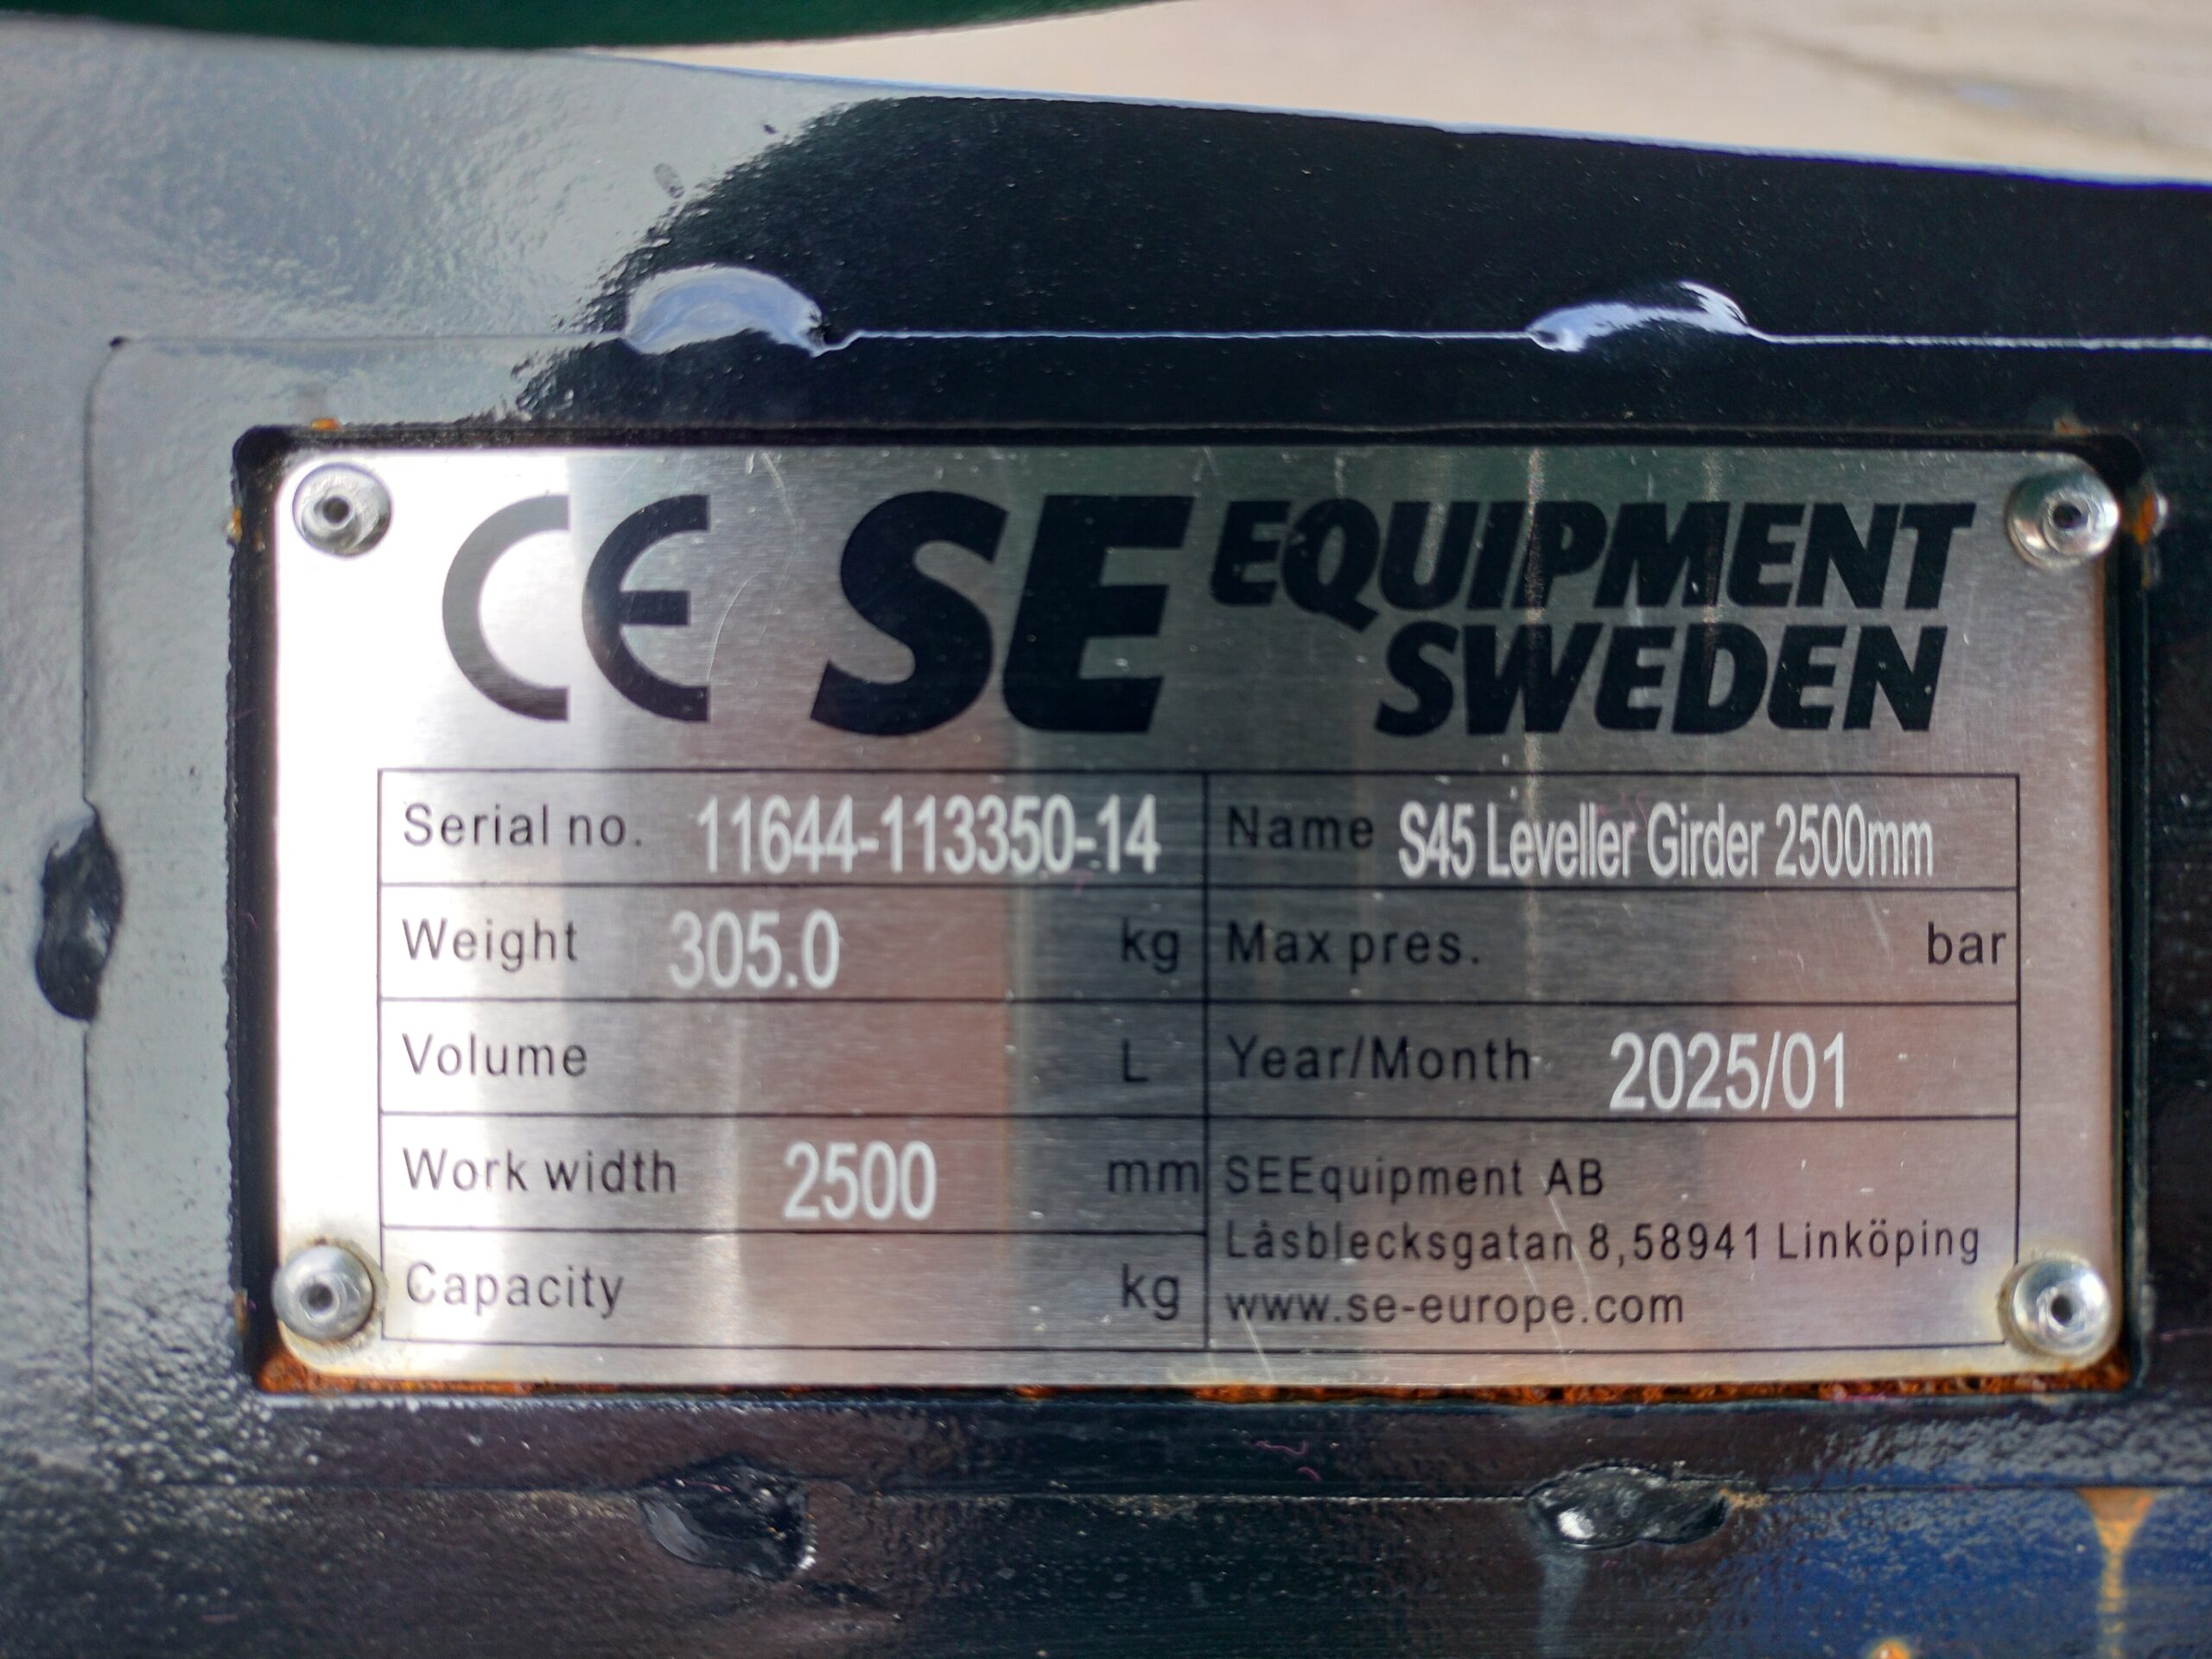 CE SE EQUIPMENT
SWEDEN
Serial no. 11644-113350-14 Name S45 Leveller Girder 2500mm
Weight 305.0 kg Max pres. bar
Volume L Year/Month 2025/01
Work width 2500 mm SEEquipment AB
Låsblecksgatan 8,58941 Linköping
Capacity kg www.se-europe.com